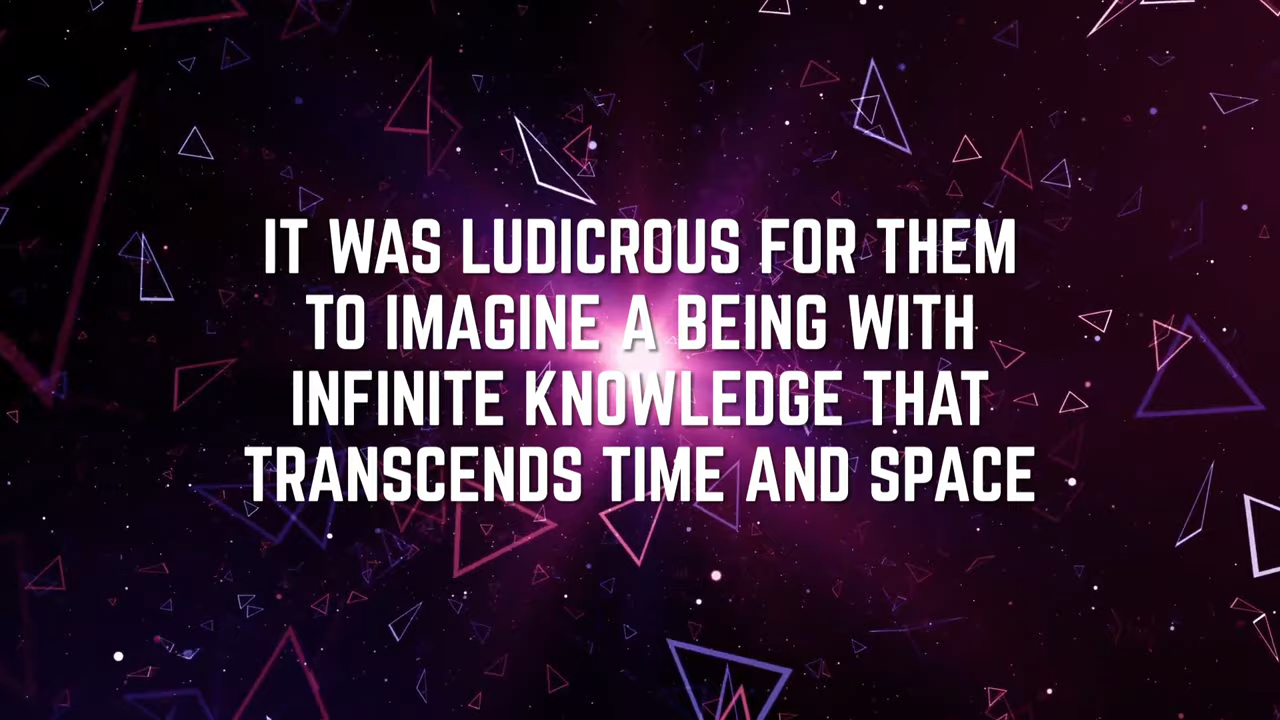 IT WAS LUDICROUS FOR THEM
TO IMAGINE A BEING WITH
INFINITE KNOWLEDGE THAT
TRANSCENDS TIME AND SPACE